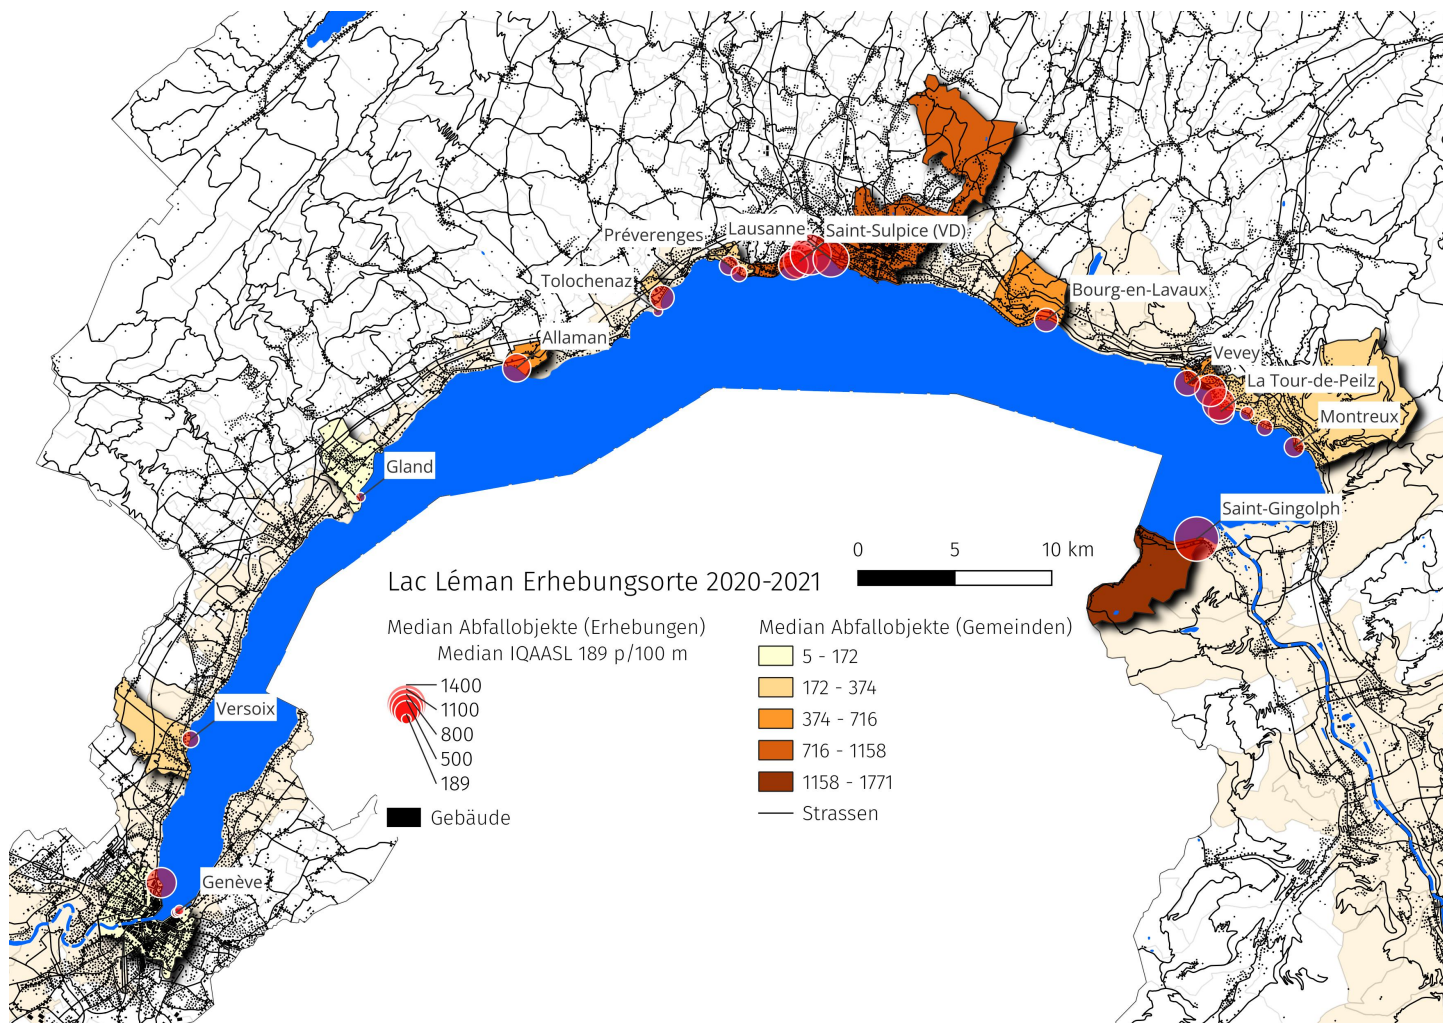 Lausanne
Saint-Sulpice (VD)
Préverenges
Tolochenaz
Bourg-en-Lavaux
Allaman
Vevey
La Tour-de-Peilz
Montreux
Gland
Saint-Gingolph
0 5 10 km
Lac Léman Erhebungsorte 2020-2021
Median Abfallobjekte (Erhebungen)
Median IQAASL 189 p/100 m
1400
1100
800
500
189
Gebäude
Median Abfallobjekte (Gemeinden)
5 - 172
172 - 374
374 - 716
716 - 1158
1158 - 1771
Strassen
Versoix
Genève